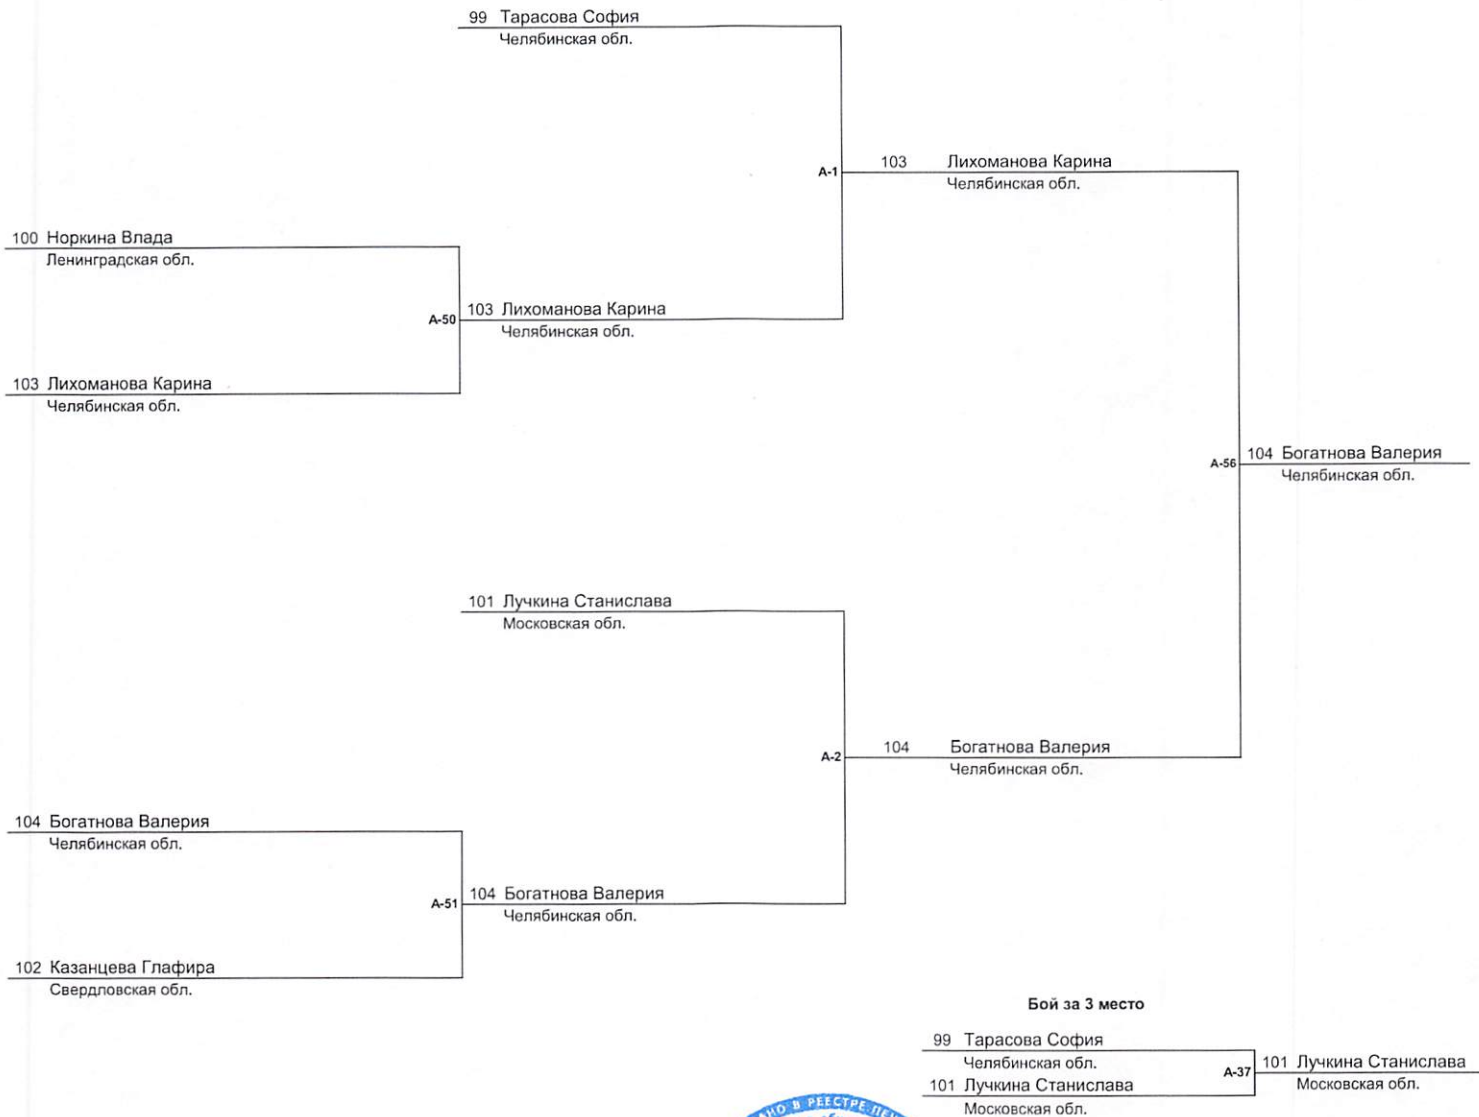 99 Тарасова София
Челябинская обл.
А-1
103 Лихоманова Карина
Челябинская обл.
100 Норкина Влада
Ленинградская обл.
А-50
103 Лихоманова Карина
Челябинская обл.
103 Лихоманова Карина
Челябинская обл.
А-56
104 Богатнова Валерия
Челябинская обл.
101 Лучкина Станислава
Московская обл.
А-2
104 Богатнова Валерия
Челябинская обл.
104 Богатнова Валерия
Челябинская обл.
А-51
104 Богатнова Валерия
Челябинская обл.
102 Казанцева Глафира
Свердловская обл.
Бой за 3 место
99 Тарасова София
Челябинская обл.
А-37
101 Лучкина Станислава
Московская обл.
101 Лучкина Станислава
Московская обл.
В РЕЕСТРЕ